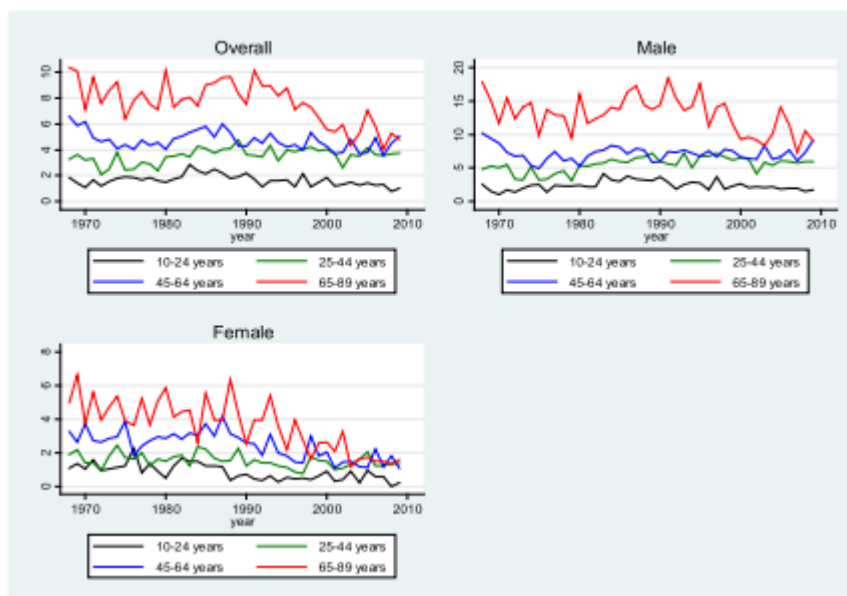 Overall
0 2 4 6 8 10
1970 1980 1990 2000 2010
year
10-24 years 25-44 years
45-64 years 65-89 years
Male
0 5 10 15 20
1970 1980 1990 2000 2010
year
10-24 years 25-44 years
45-64 years 65-89 years
Female
0 2 4 6 8
1970 1980 1990 2000 2010
year
10-24 years 25-44 years
45-64 years 65-89 years